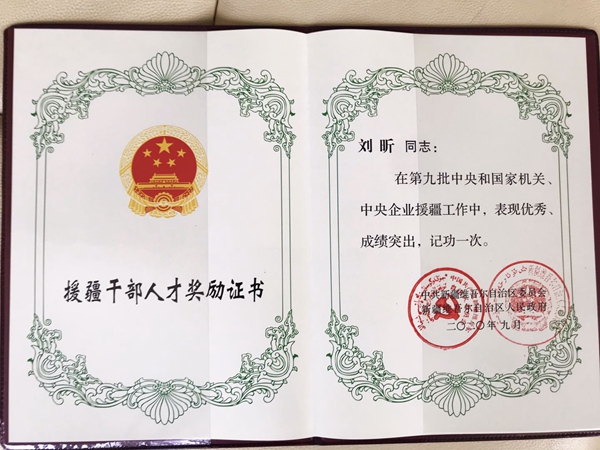 援疆干部人才奖励证书
刘昕 同志：
在第九批中央和国家机关、
中央企业援疆工作中，表现优秀、
成绩突出，记功一次。
中共新疆维吾尔自治区委员会
新疆维吾尔自治区人民政府
二〇二〇年九月